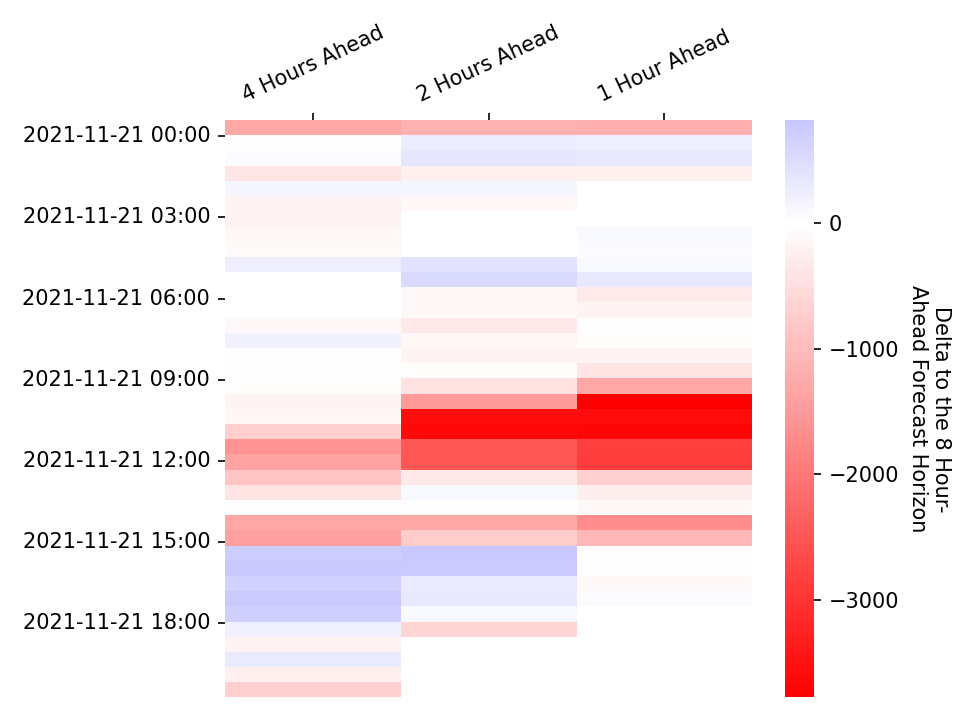 4 Hours Ahead
2 Hours Ahead
1 Hour Ahead
2021-11-21 00:00
2021-11-21 03:00
2021-11-21 06:00
2021-11-21 09:00
2021-11-21 12:00
2021-11-21 15:00
2021-11-21 18:00
0
−1000
−2000
−3000
Delta to the 8 Hour-
Ahead Forecast Horizon